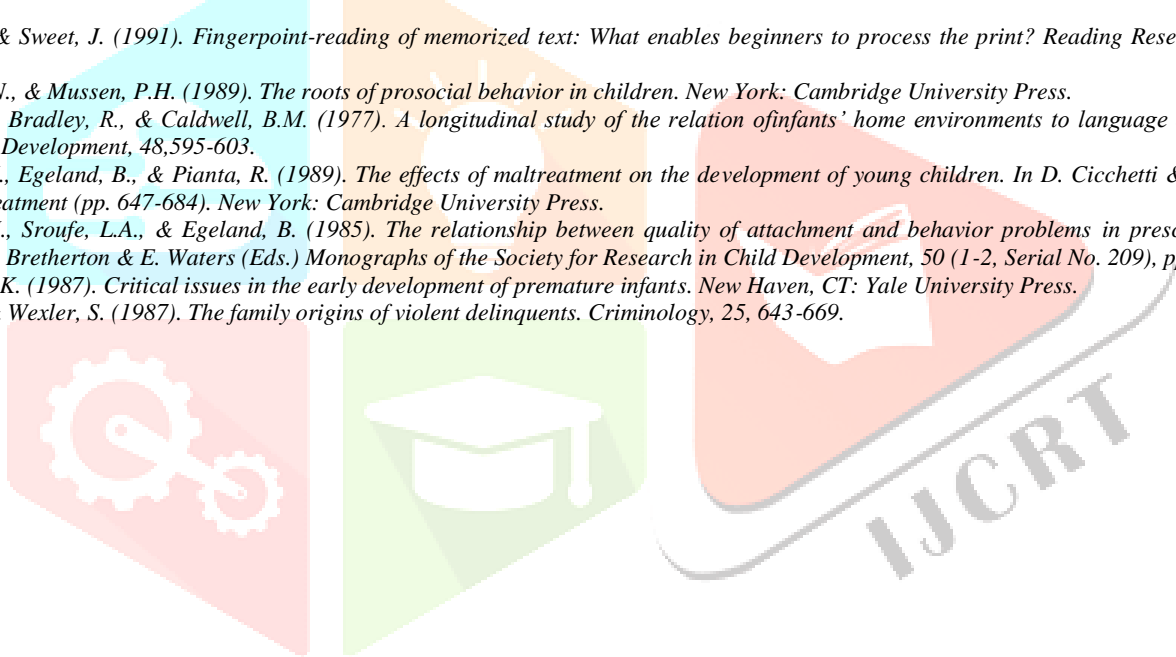 & Sweet, J. (1991). Fingerpoint-reading of memorized text: What enables beginners to process the print? Reading Rese
& Mussen, P.H. (1989). The roots of prosocial behavior in children. New York: Cambridge University Press.
Bradley, R., & Caldwell, B.M. (1977). A longitudinal study of the relation ofinfants’ home environments to language
Development, 48,595-603.
., Egeland, B., & Pianta, R. (1989). The effects of maltreatment on the development of young children. In D. Cicchetti &
eatment (pp. 647-684). New York: Cambridge University Press.
., Sroufe, L.A., & Egeland, B. (1985). The relationship between quality of attachment and behavior problems in presc
Bretherton & E. Waters (Eds.) Monographs of the Society for Research in Child Development, 50 (1-2, Serial No. 209), p
K. (1987). Critical issues in the early development of premature infants. New Haven, CT: Yale University Press.
Wexler, S. (1987). The family origins of violent delinquents. Criminology, 25, 643-669.
IJCRT